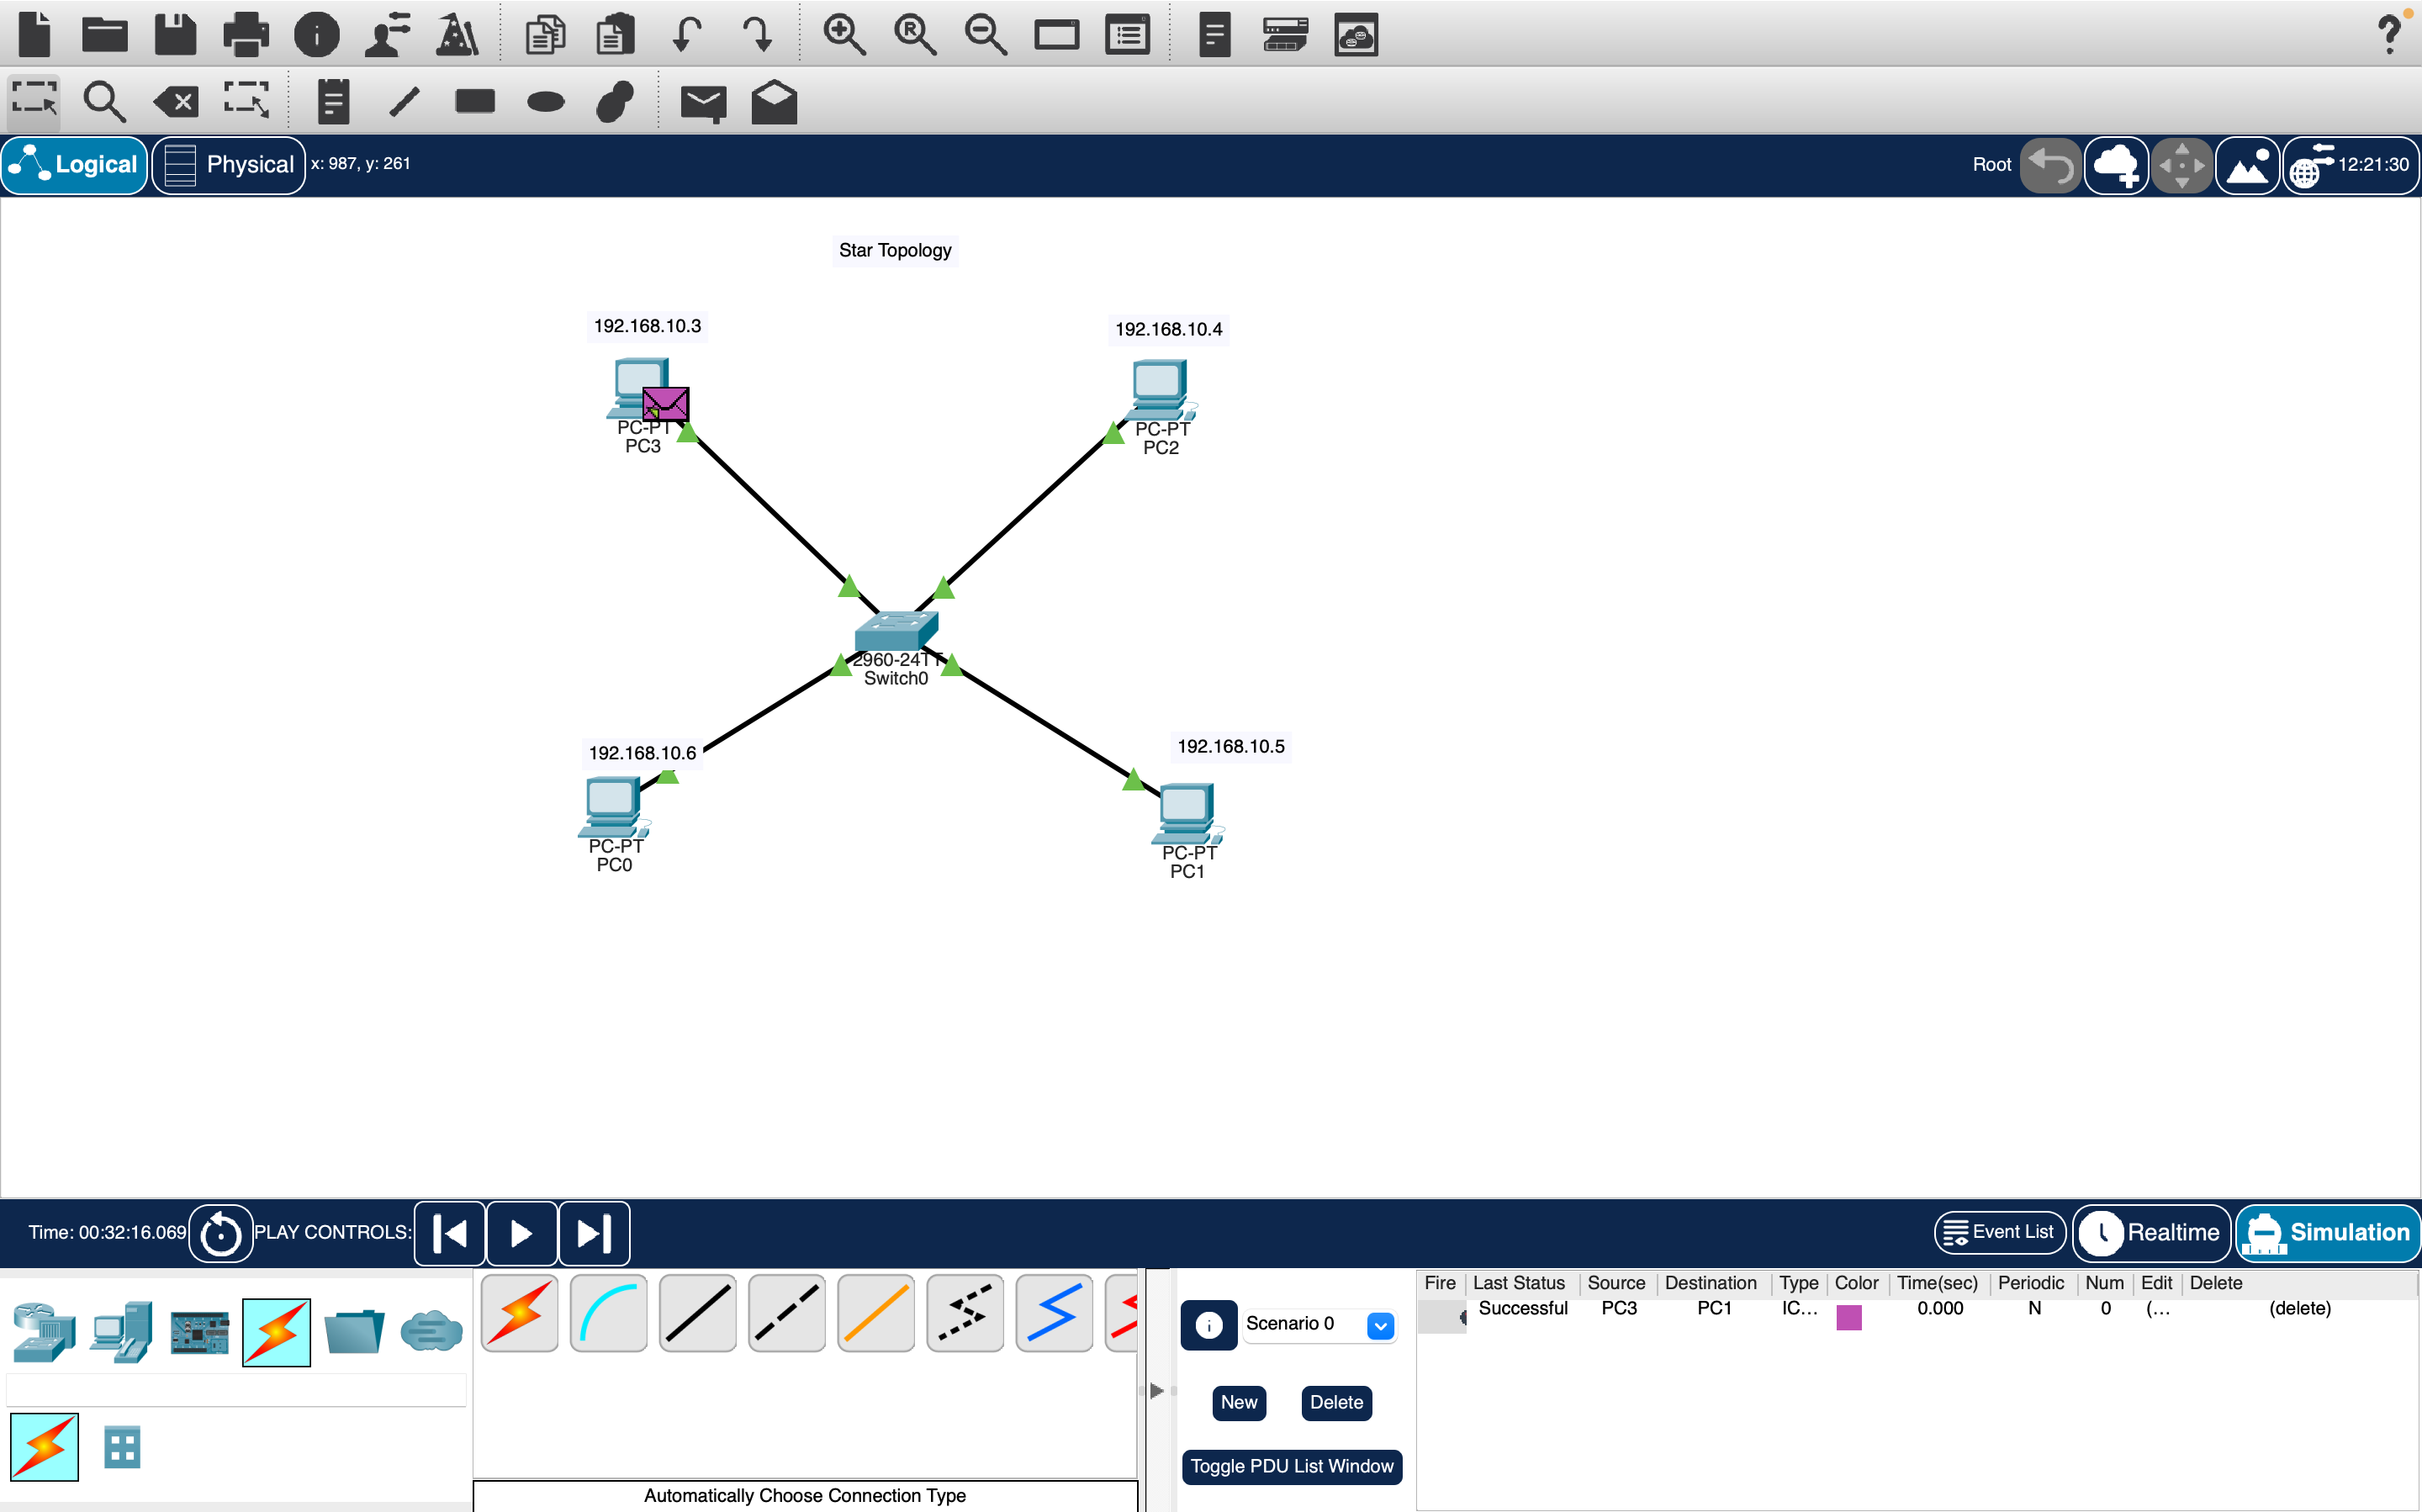 Logical
Physical
x: 987, y: 261
Root
12:21:30
Star Topology
192.168.10.3
192.168.10.4
PC-PT
PC3
PC-PT
PC2
2960-24TT
Switch0
192.168.10.6
192.168.10.5
PC-PT
PC0
PC-PT
PC1
Time: 00:32:16.069
PLAY CONTROLS:
Event List
Realtime
Simulation
Fire Last Status Source Destination Type Color Time(sec) Periodic Num Edit Delete
Successful PC3 PC1 IC... 0.000 N 0 (... (delete)
Scenario 0
New
Delete
Toggle PDU List Window
Automatically Choose Connection Type